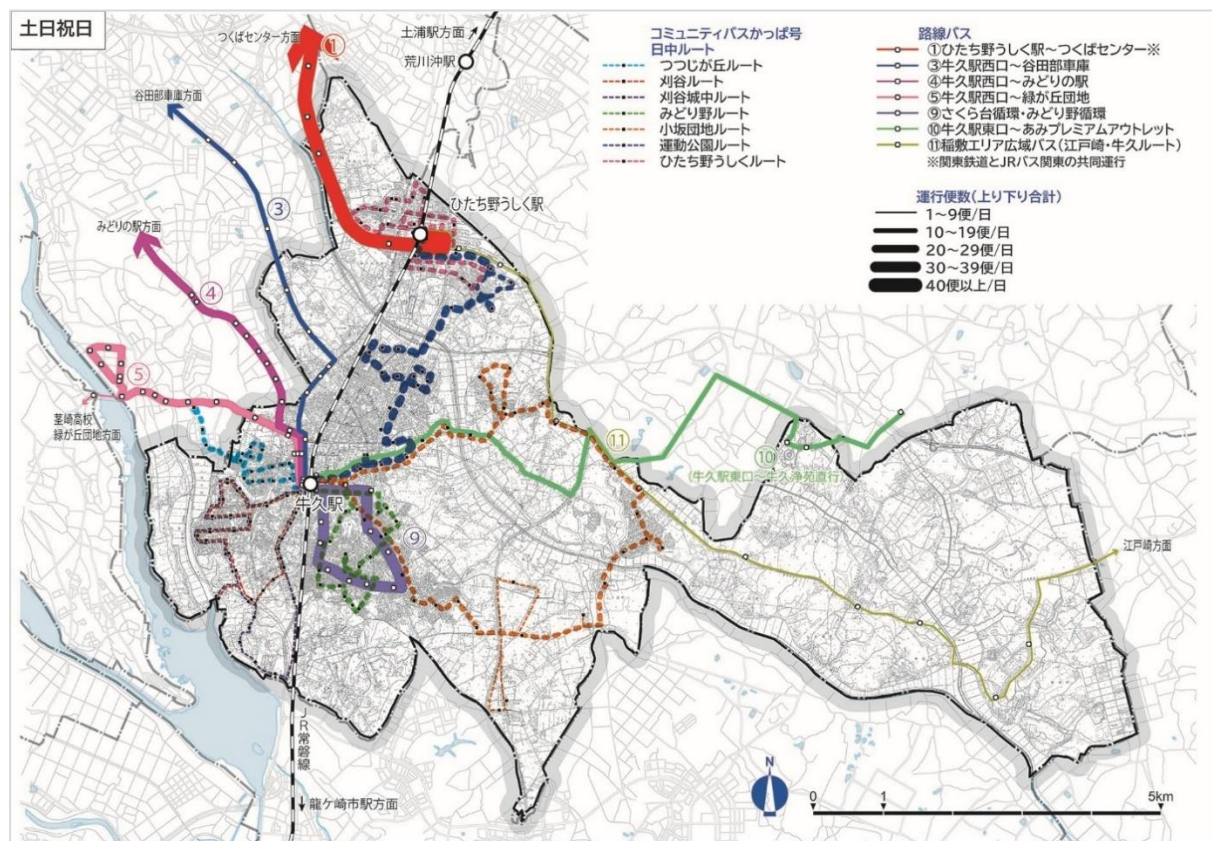 土日祝日
つくばセンター方面
①
土浦駅方面
荒川沖駅
谷田部車庫方面
③
ひたち野うしく駅
みどりの駅方面
④
⑤
茎崎高校
緑が丘団地方面
牛久駅
⑨
⑪
⑩
(牛久駅東口~牛久浄苑直行)
江戸崎方面
JR常磐線
龍ケ崎市駅方面
コミュニティバスかっぱ号
日中ルート
つつじが丘ルート
刈谷ルート
刈谷城中ルート
みどり野ルート
小坂団地ルート
運動公園ルート
ひたち野うしくルート
路線バス
①ひたち野うしく駅~つくばセンター※
③牛久駅西口~谷田部車庫
④牛久駅西口~みどりの駅
⑤牛久駅西口~緑が丘団地
⑨さくら台循環・みどり野循環
⑩牛久駅東口~あみプレミアムアウトレット
⑪稲敷エリア広域バス(江戸崎・牛久ルート)
※関東鉄道とJRバス関東の共同運行
運行便数(上り下り合計)
1~9便/日
10~19便/日
20~29便/日
30~39便/日
40便以上/日
N
0 1 5km